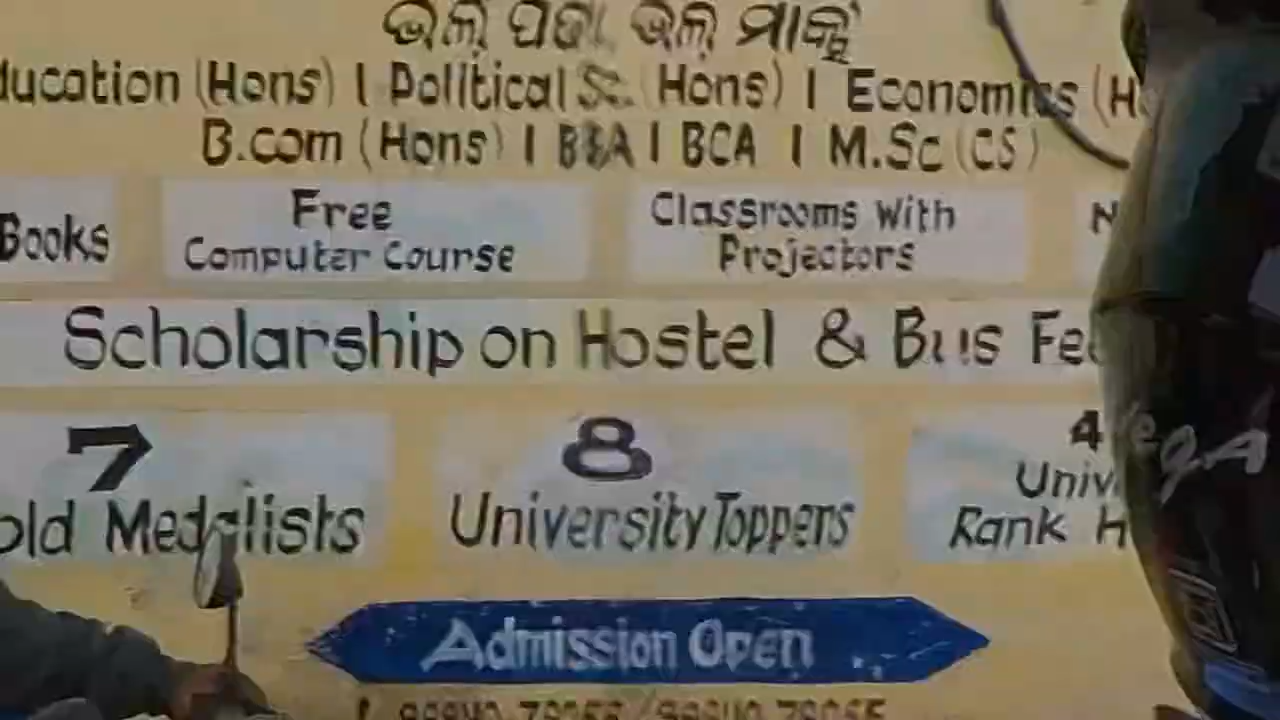 ଭଲ ପଢା, ଭଲ ମାର୍କ
ducation (Hons) | Political Sc. (Hons) | Economics (H
B.com (Hons) | BBA | BCA | M.Sc (CS)
Books
Free
Computer Course
Classrooms With
Projectors
N
Scholarship on Hostel & Bus Fe
7
old Medalists
8
University Toppers
4
Univ
Rank H
Admission Open